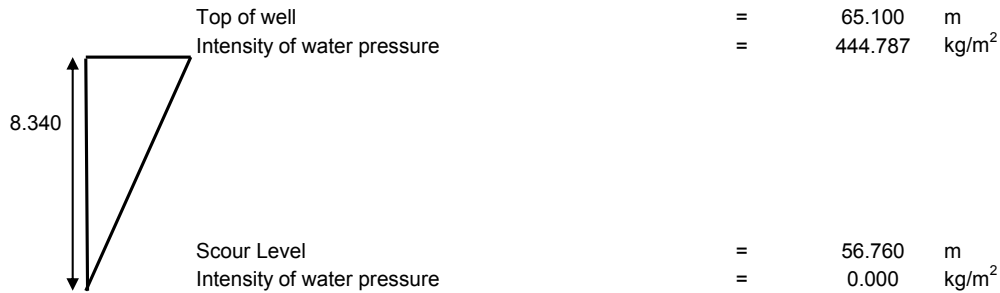 Top of well = 65.100 m
Intensity of water pressure = 444.787 kg/m²
8.340
Scour Level = 56.760 m
Intensity of water pressure = 0.000 kg/m²